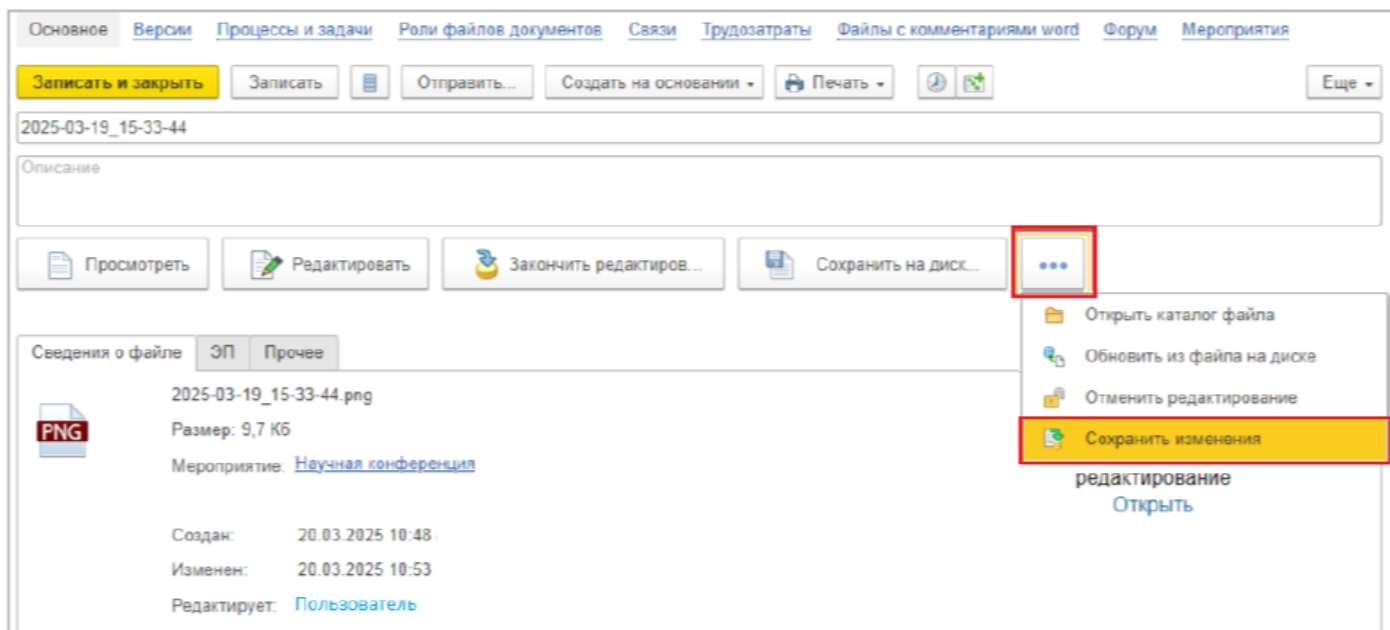 Основное Версии Процессы и задачи Роли файлов документов Связи Трудозатраты Файлы с комментариями word Форум Мероприятия
Записать и закрыть Записать Отправить... Создать на основании Печать Еще
2025-03-19_15-33-44
Описание
Просмотреть Редактировать Закончить редактиров... Сохранить на диск...
Открыть каталог файла
Обновить из файла на диске
Отменить редактирование
Сохранить изменения
редактирование
Открыть
Сведения о файле ЭП Прочее
PNG
2025-03-19_15-33-44.png
Размер: 9,7 Кб
Мероприятие: Научная конференция
Создан: 20.03.2025 10:48
Изменен: 20.03.2025 10:53
Редактирует: Пользователь